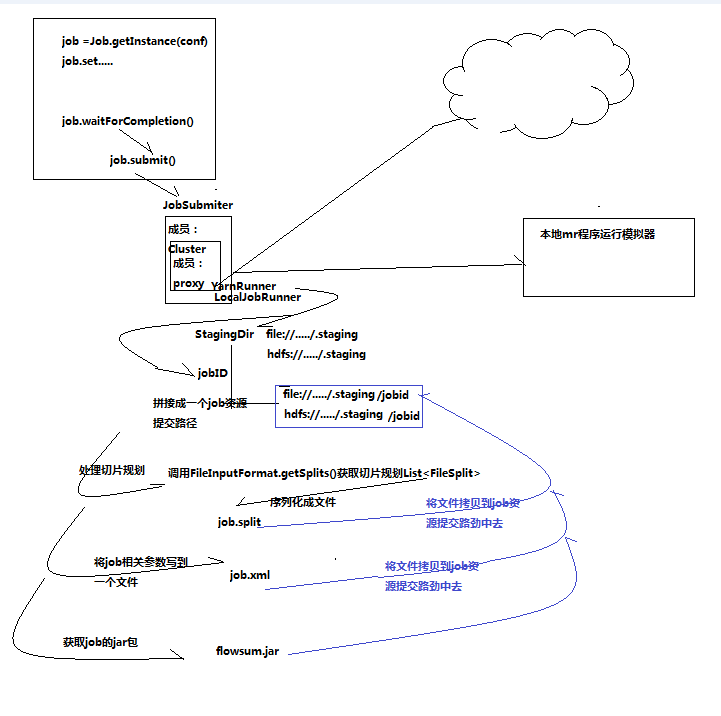 job =Job.getInstance(conf)
job.set.....
job.waitForCompletion()
job.submit()
JobSubmiter
成员：
Cluster
成员：
proxy
YarnRunner
LocalJobRunner
本地mr程序运行模拟器
StagingDir file://...../.staging
hdfs://...../.staging
jobID
拼接成一个job资源
提交路径
file://...../.staging /jobid
hdfs://...../.staging /jobid
处理切片规划
调用FileInputFormat.getSplits()获取切片规划List<FileSplit>
序列化成文件
job.split
将文件拷贝到job资
源提交路劲中去
将job相关参数写到
一个文件
job.xml
将文件拷贝到job资
源提交路劲中去
获取job的jar包
flowsum.jar